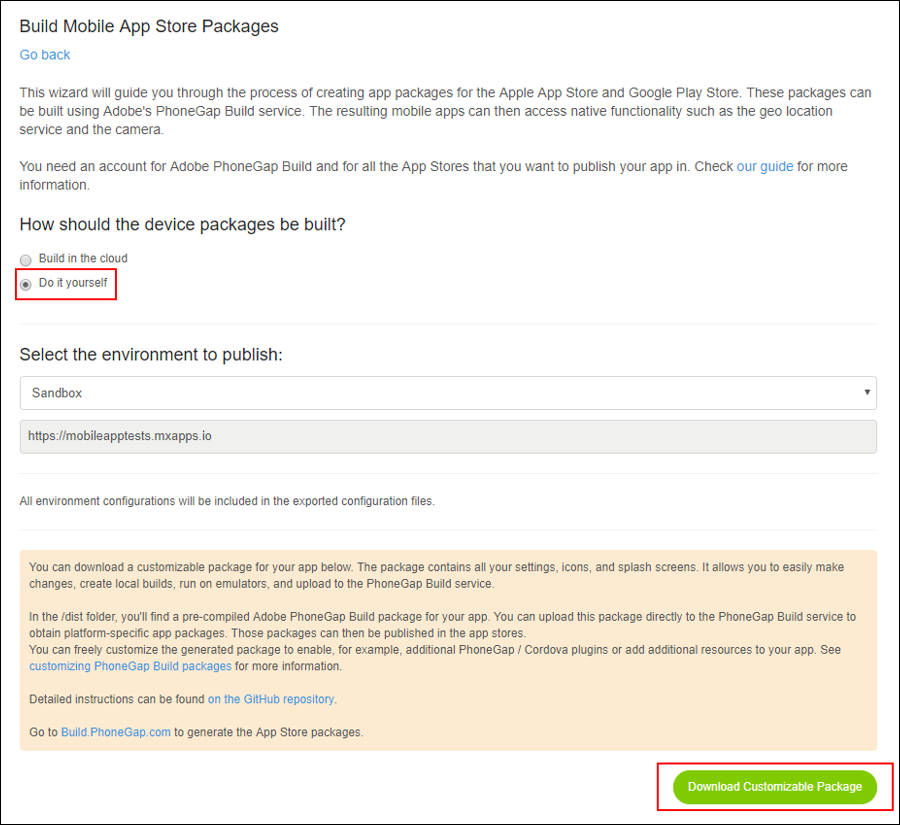 Build Mobile App Store Packages
Go back
This wizard will guide you through the process of creating app packages for the Apple App Store and Google Play Store. These packages can
be built using Adobe's PhoneGap Build service. The resulting mobile apps can then access native functionality such as the geo location
service and the camera.
You need an account for Adobe PhoneGap Build and for all the App Stores that you want to publish your app in. Check our guide for more
information.
How should the device packages be built?
Build in the cloud
Do it yourself
Select the environment to publish:
Sandbox
https://mobileapptests.mxapps.io
All environment configurations will be included in the exported configuration files.
You can download a customizable package for your app below. The package contains all your settings, icons, and splash screens. It allows you to easily make
changes, create local builds, run on emulators, and upload to the PhoneGap Build service.
In the /dist folder, you'll find a pre-compiled Adobe PhoneGap Build package for your app. You can upload this package directly to the PhoneGap Build service to
obtain platform-specific app packages. Those packages can then be published in the app stores.
You can freely customize the generated package to enable, for example, additional PhoneGap / Cordova plugins or add additional resources to your app. See
customizing PhoneGap Build packages for more information.
Detailed instructions can be found on the GitHub repository.
Go to Build.PhoneGap.com to generate the App Store packages.
Download Customizable Package